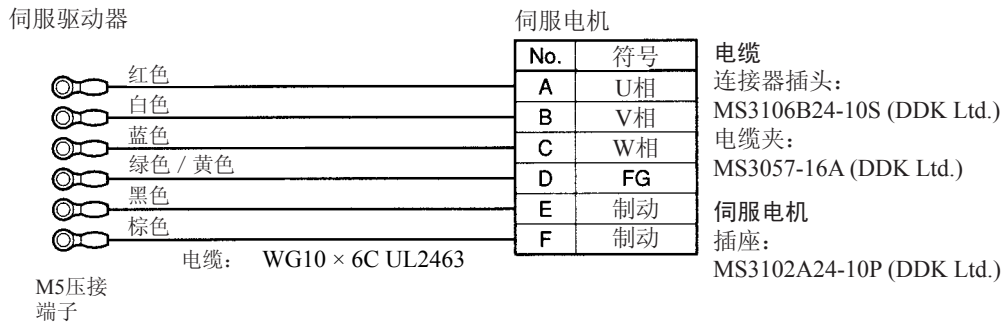 伺服驱动器
伺服电机
No. 符号
红色 A U相
白色 B V相
蓝色 C W相
绿色 / 黄色 D FG
黑色 E 制动
棕色 F 制动
电缆: WG10 × 6C UL2463
M5压接
端子
电缆
连接器插头:
MS3106B24-10S (DDK Ltd.)
电缆夹:
MS3057-16A (DDK Ltd.)
伺服电机
插座:
MS3102A24-10P (DDK Ltd.)